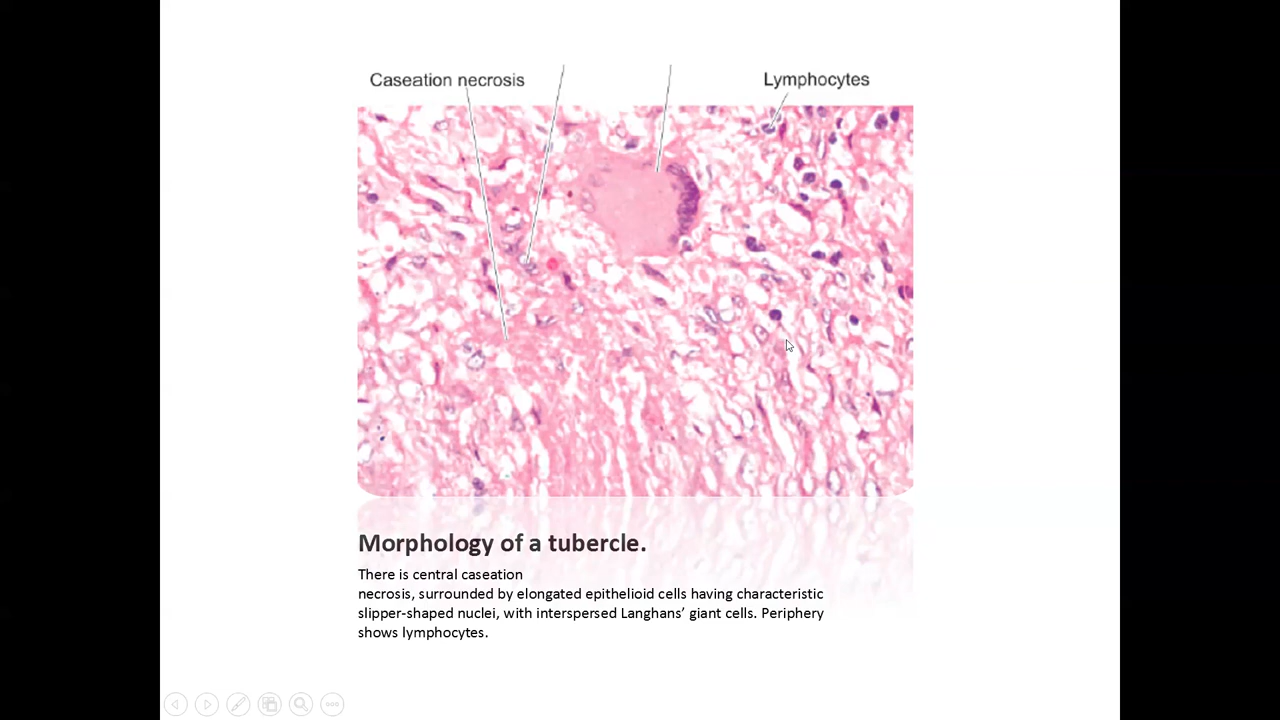 Caseation necrosis
Lymphocytes
Morphology of a tubercle.
There is central caseation
necrosis, surrounded by elongated epithelioid cells having characteristic
slipper-shaped nuclei, with interspersed Langhans’ giant cells. Periphery
shows lymphocytes.